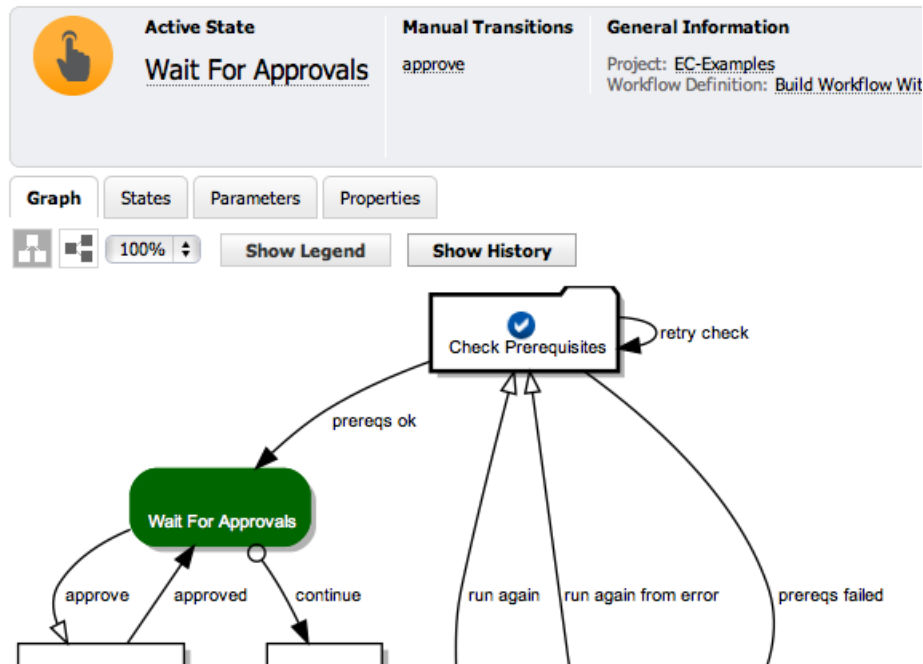 Active State
Wait For Approvals
Manual Transitions
approve
General Information
Project: EC-Examples
Workflow Definition: Build Workflow Wit
Graph
States
Parameters
Properties
100%
Show Legend
Show History
Check Prerequisites
retry check
prereqs ok
Wait For Approvals
approve
approved
continue
run again
run again from error
prereqs failed